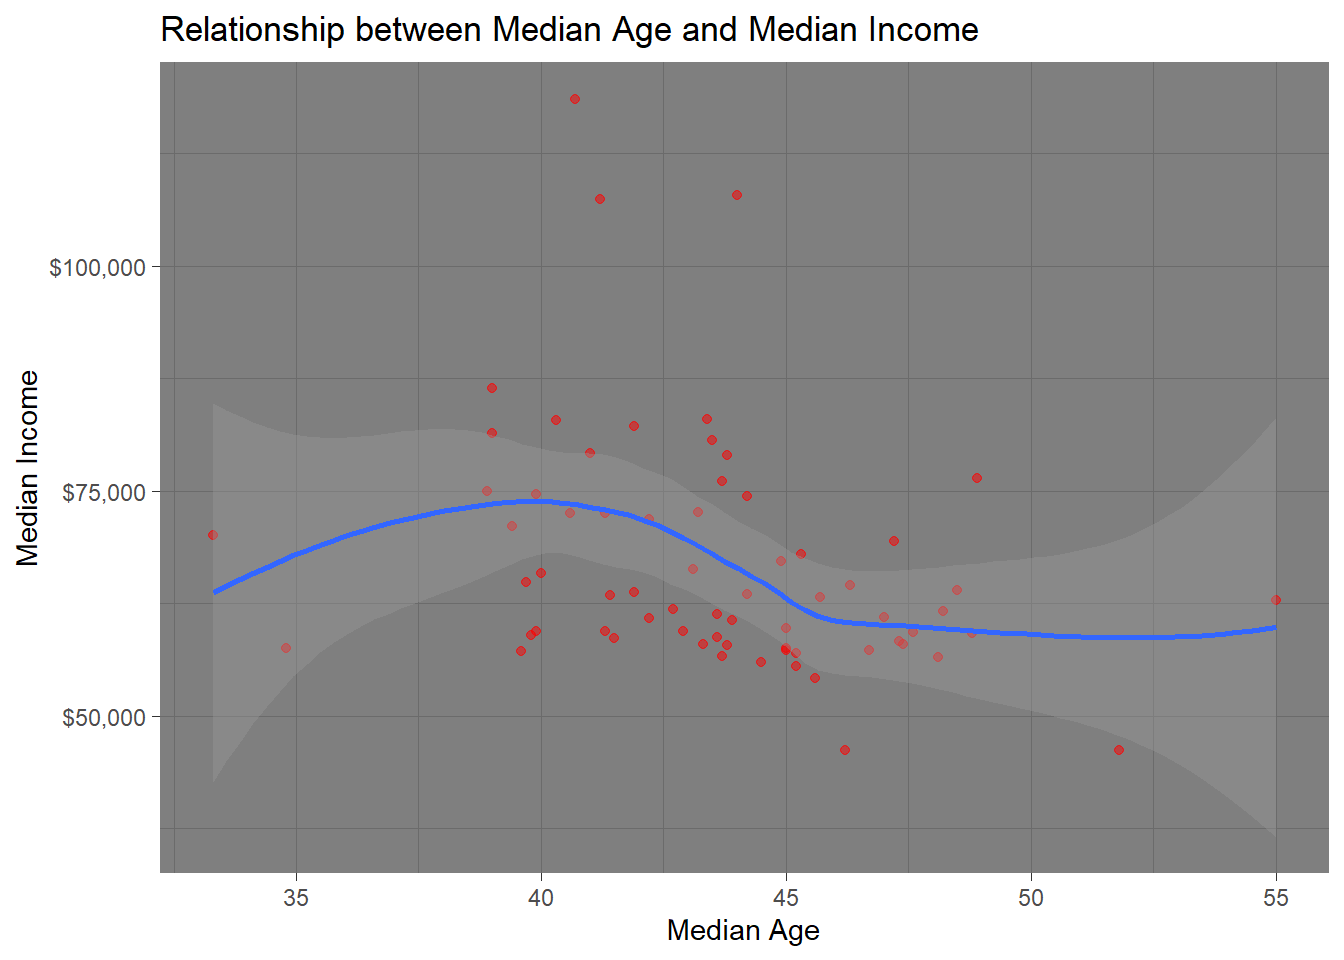 Relationship between Median Age and Median Income
Median Income
$100,000
$75,000
$50,000
35 40 45 50 55
Median Age